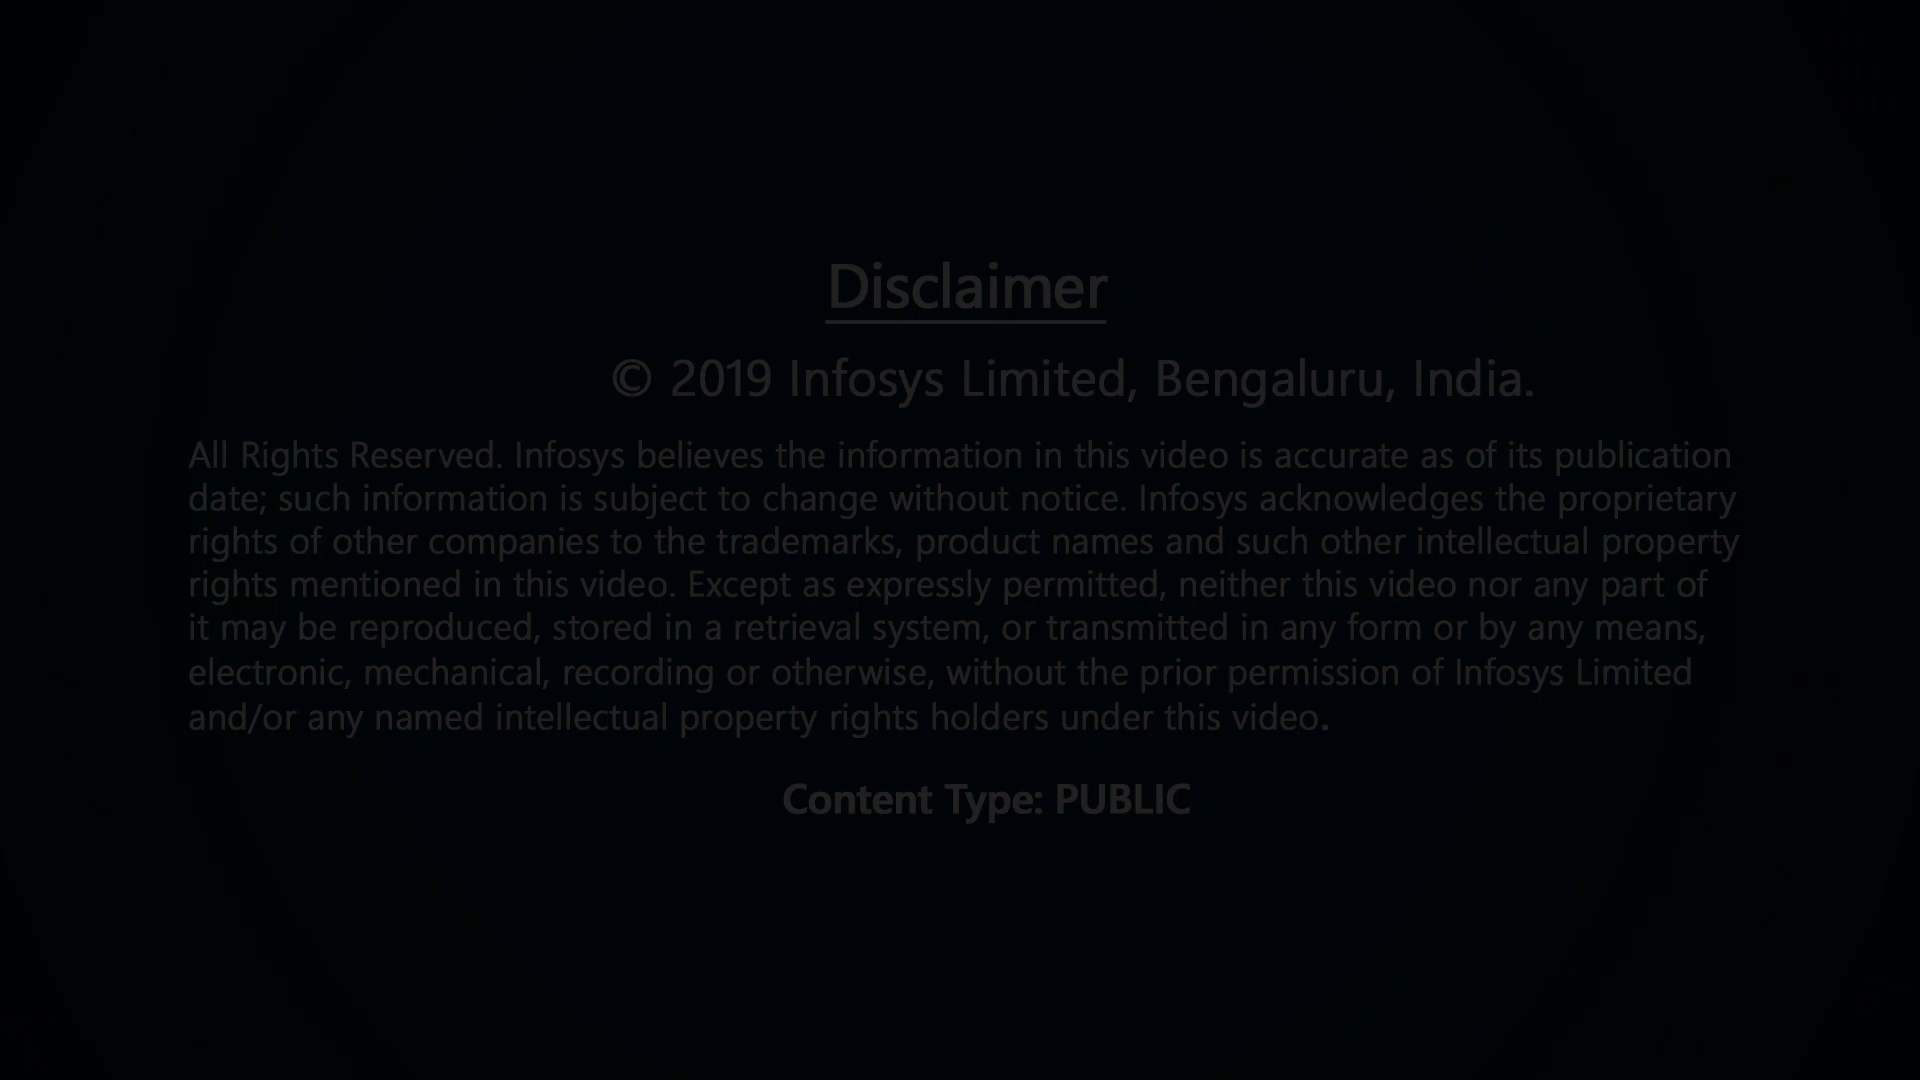 Disclaimer
© 2019 Infosys Limited, Bengaluru, India.
All Rights Reserved. Infosys believes the information in this video is accurate as of its publication
date; such information is subject to change without notice. Infosys acknowledges the proprietary
rights of other companies to the trademarks, product names and such other intellectual property
rights mentioned in this video. Except as expressly permitted, neither this video nor any part of
it may be reproduced, stored in a retrieval system, or transmitted in any form or by any means,
electronic, mechanical, recording or otherwise, without the prior permission of Infosys Limited
and/or any named intellectual property rights holders under this video.
Content Type: PUBLIC